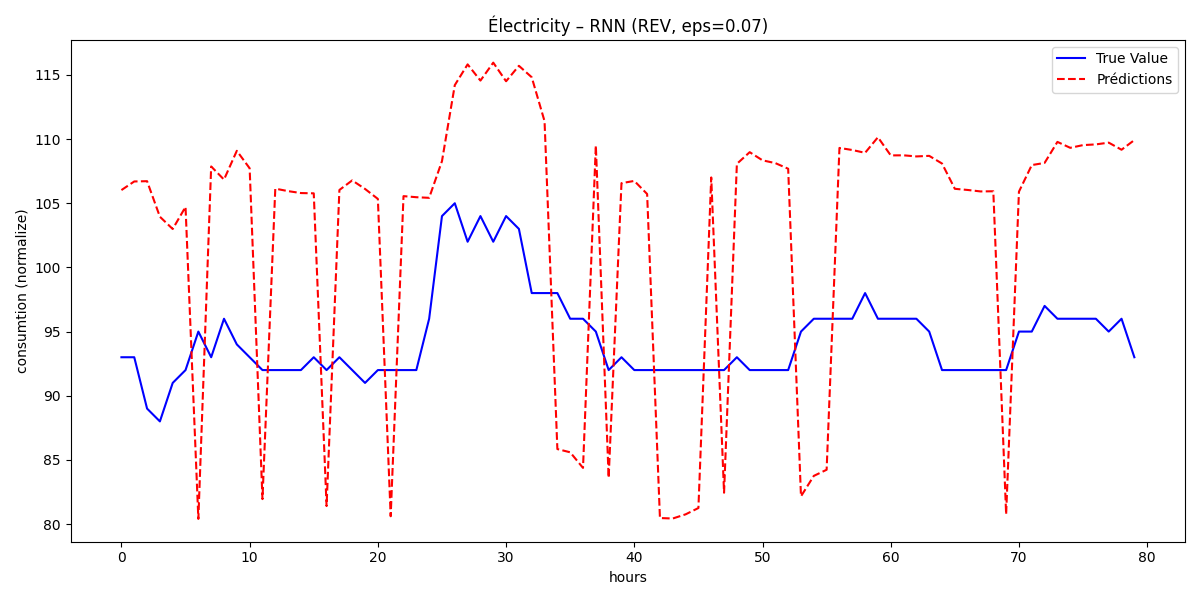 Électricity – RNN (REV, eps=0.07)
True Value
Prédictions
consumtion (normalize)
115
110
105
100
95
90
85
80
0 10 20 30 40 50 60 70 80
hours